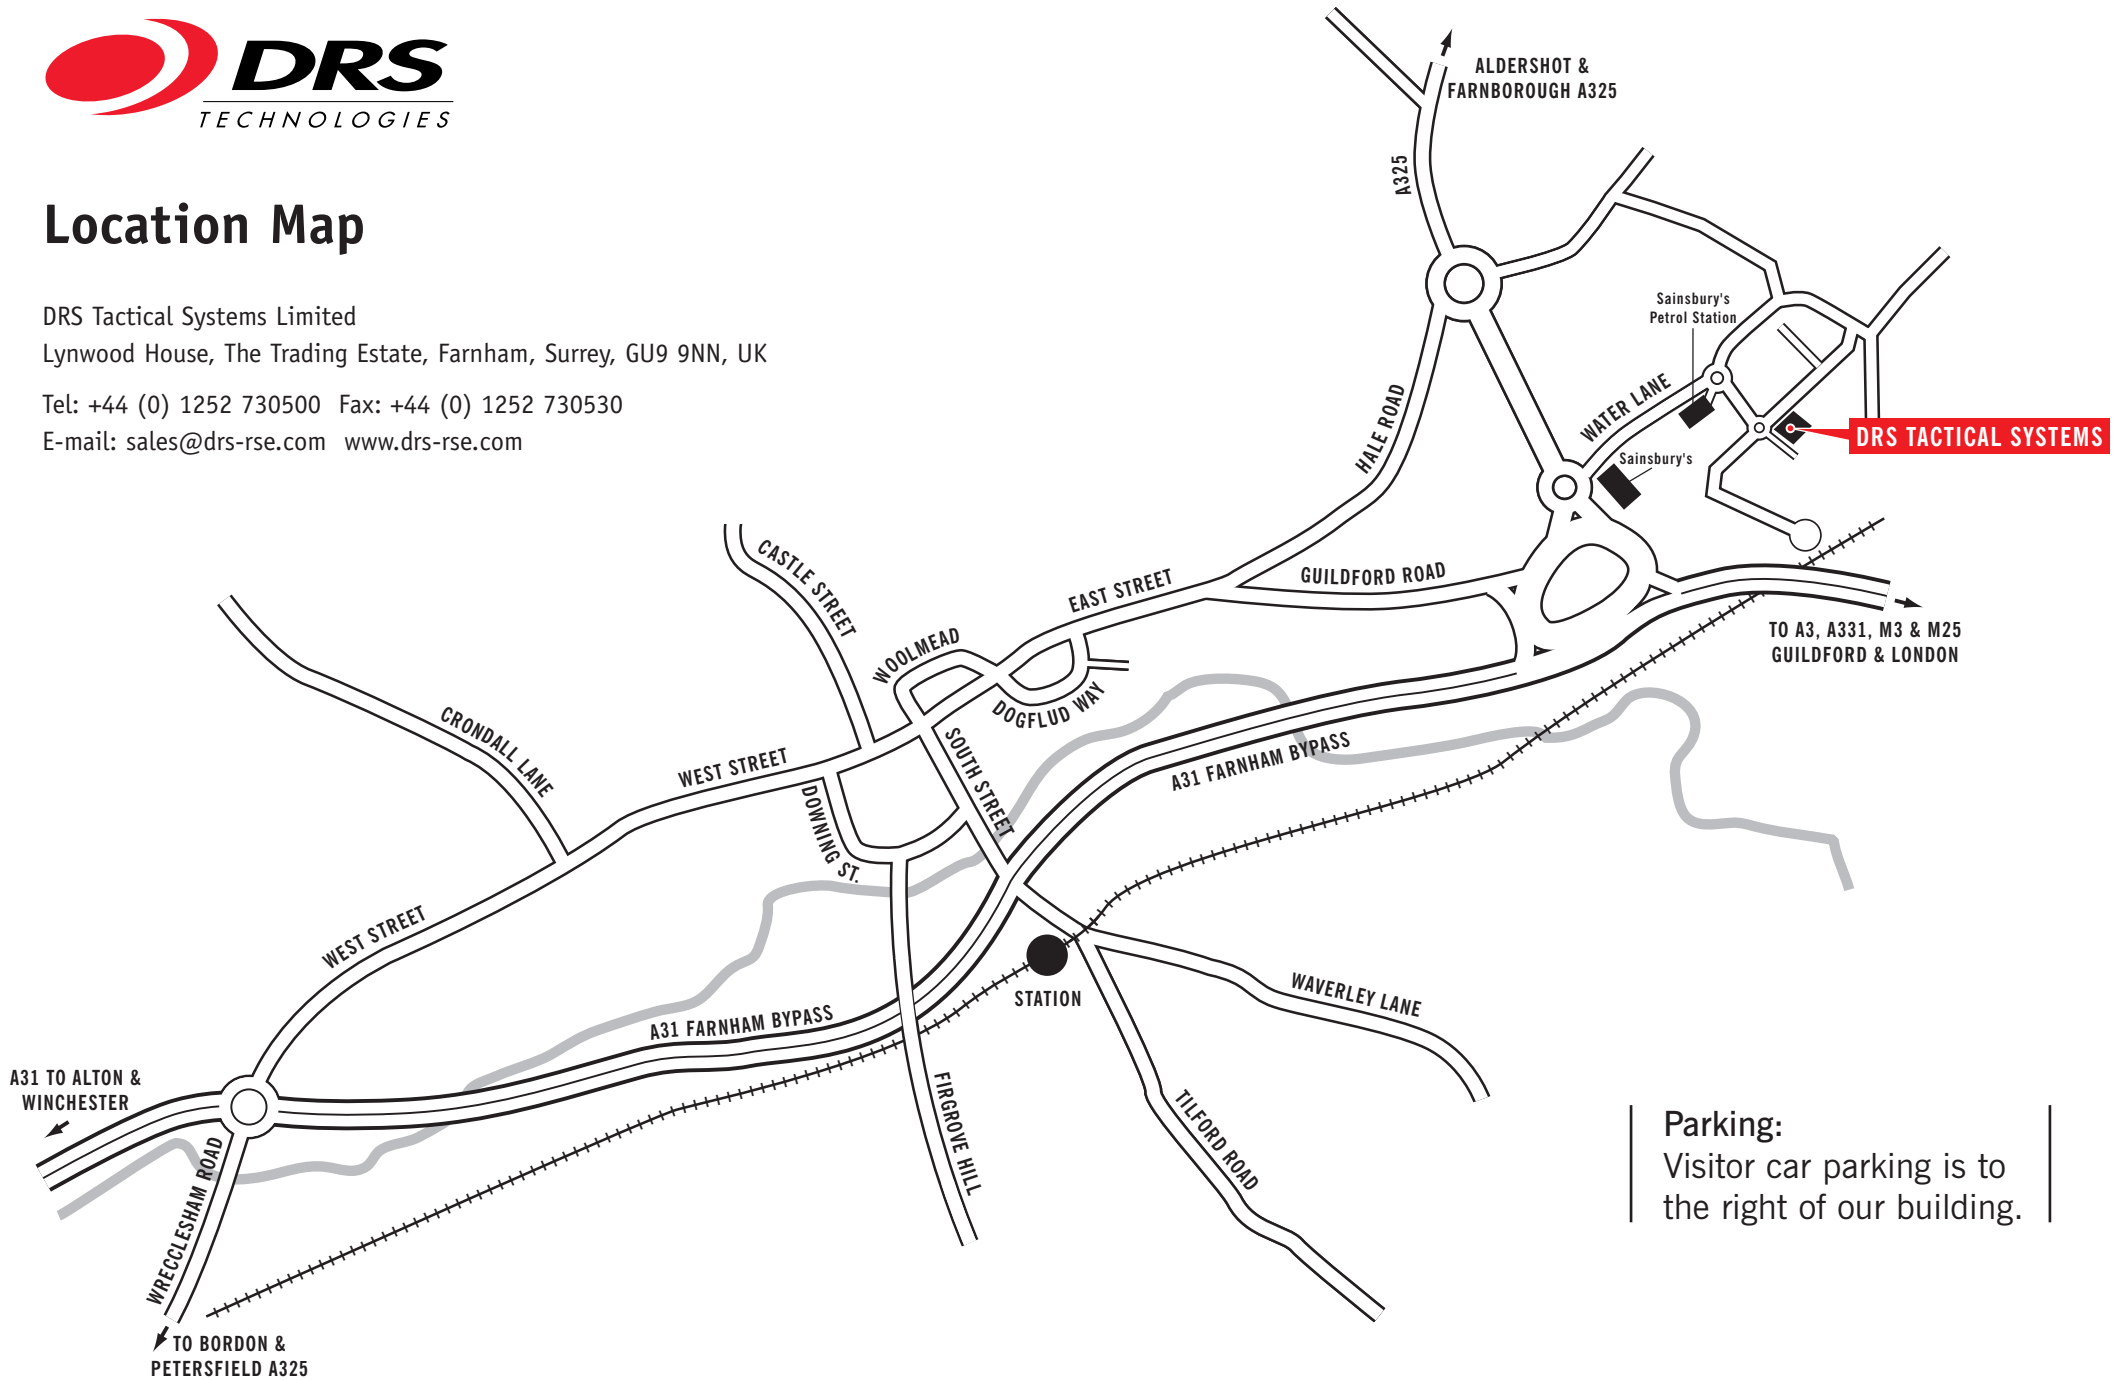 DRS
TECHNOLOGIES
Location Map
DRS Tactical Systems Limited
Lynwood House, The Trading Estate, Farnham, Surrey, GU9 9NN, UK
Tel: +44 (0) 1252 730500 Fax: +44 (0) 1252 730530
E-mail: sales@drs-rse.com www.drs-rse.com
ALDERSHOT &
FARNBOROUGH A325
A325
Sainsbury's
Petrol Station
WATER LANE
HALE ROAD
DRS TACTICAL SYSTEMS
Sainsbury's
CASTLE STREET
EAST STREET
GUILDFORD ROAD
TO A3, A331, M3 & M25
GUILDFORD & LONDON
WOOLMEAD
DOGFLUD WAY
CRONDALL LANE
WEST STREET
SOUTH STREET
A31 FARNHAM BYPASS
DOWNING ST.
WEST STREET
STATION
WAVERLEY LANE
A31 FARNHAM BYPASS
A31 TO ALTON &
WINCHESTER
FIRGROVE HILL
TILFORD ROAD
WRECCLESHAM ROAD
Parking:
Visitor car parking is to
the right of our building.
TO BORDON &
PETERSFIELD A325